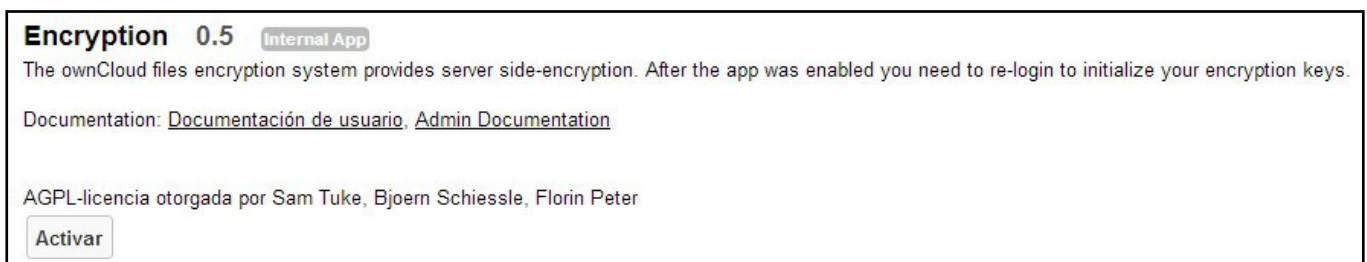 Encryption 0.5 Internal App
The ownCloud files encryption system provides server side-encryption. After the app was enabled you need to re-login to initialize your encryption keys.
Documentation: Documentación de usuario, Admin Documentation
AGPL-licencia otorgada por Sam Tuke, Bjoern Schiessle, Florin Peter
Activar